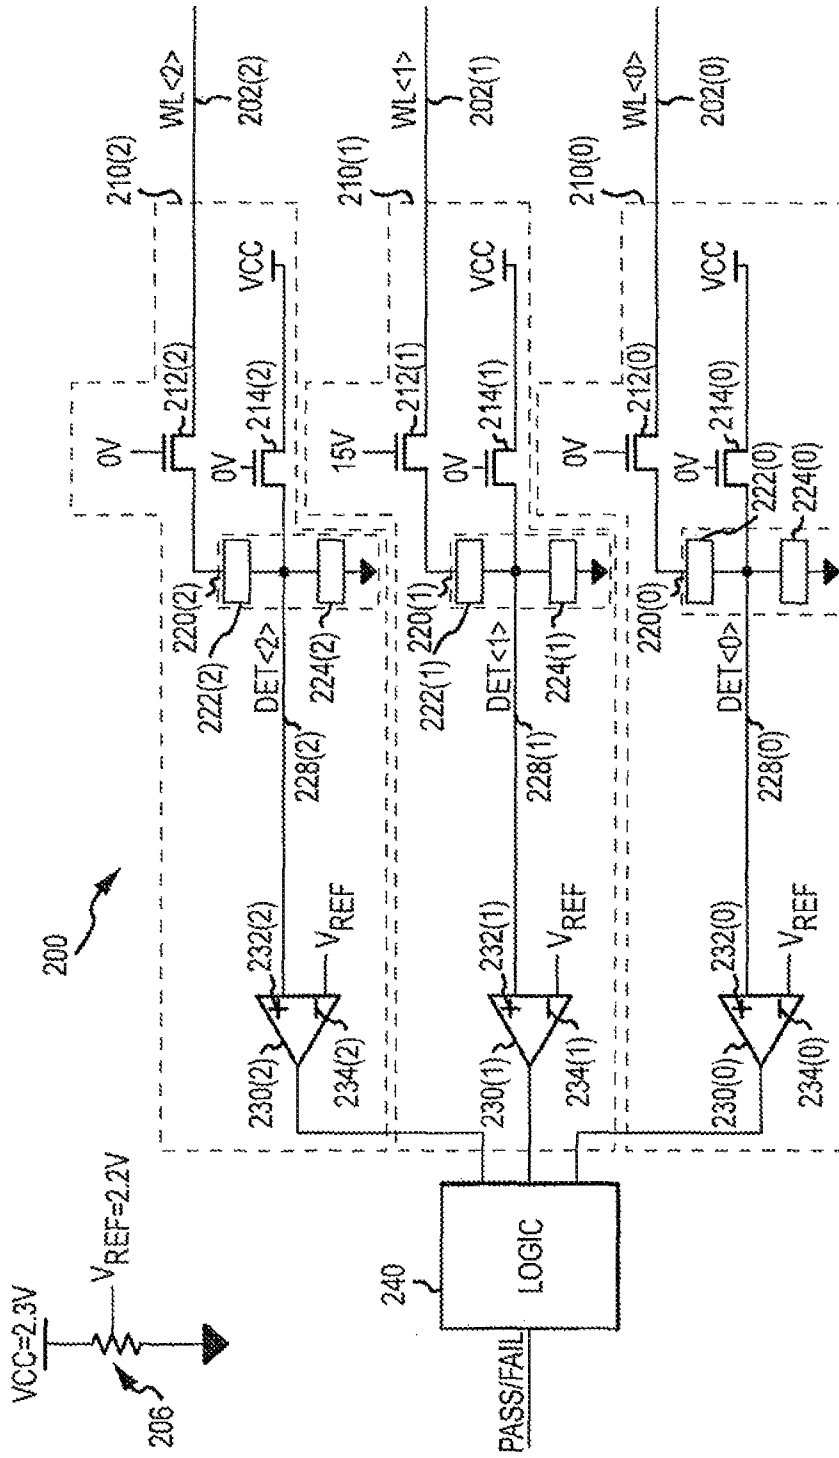 200
VCC=2.3V
VREF=2.2V
206
WL<2>
202(2)
210(2)
0V
212(2)
0V
214(2)
VCC
220(2)
222(2)
224(2)
DET<2>
228(2)
232(2)
230(2)
234(2)
VREF
+
-
WL<1>
202(1)
210(1)
15V
212(1)
0V
214(1)
VCC
220(1)
222(1)
224(1)
DET<1>
228(1)
232(1)
230(1)
234(1)
VREF
+
-
WL<0>
202(0)
210(0)
0V
212(0)
0V
214(0)
VCC
220(0)
222(0)
224(0)
DET<0>
228(0)
232(0)
230(0)
234(0)
VREF
+
-
240
LOGIC
PASS/FAIL